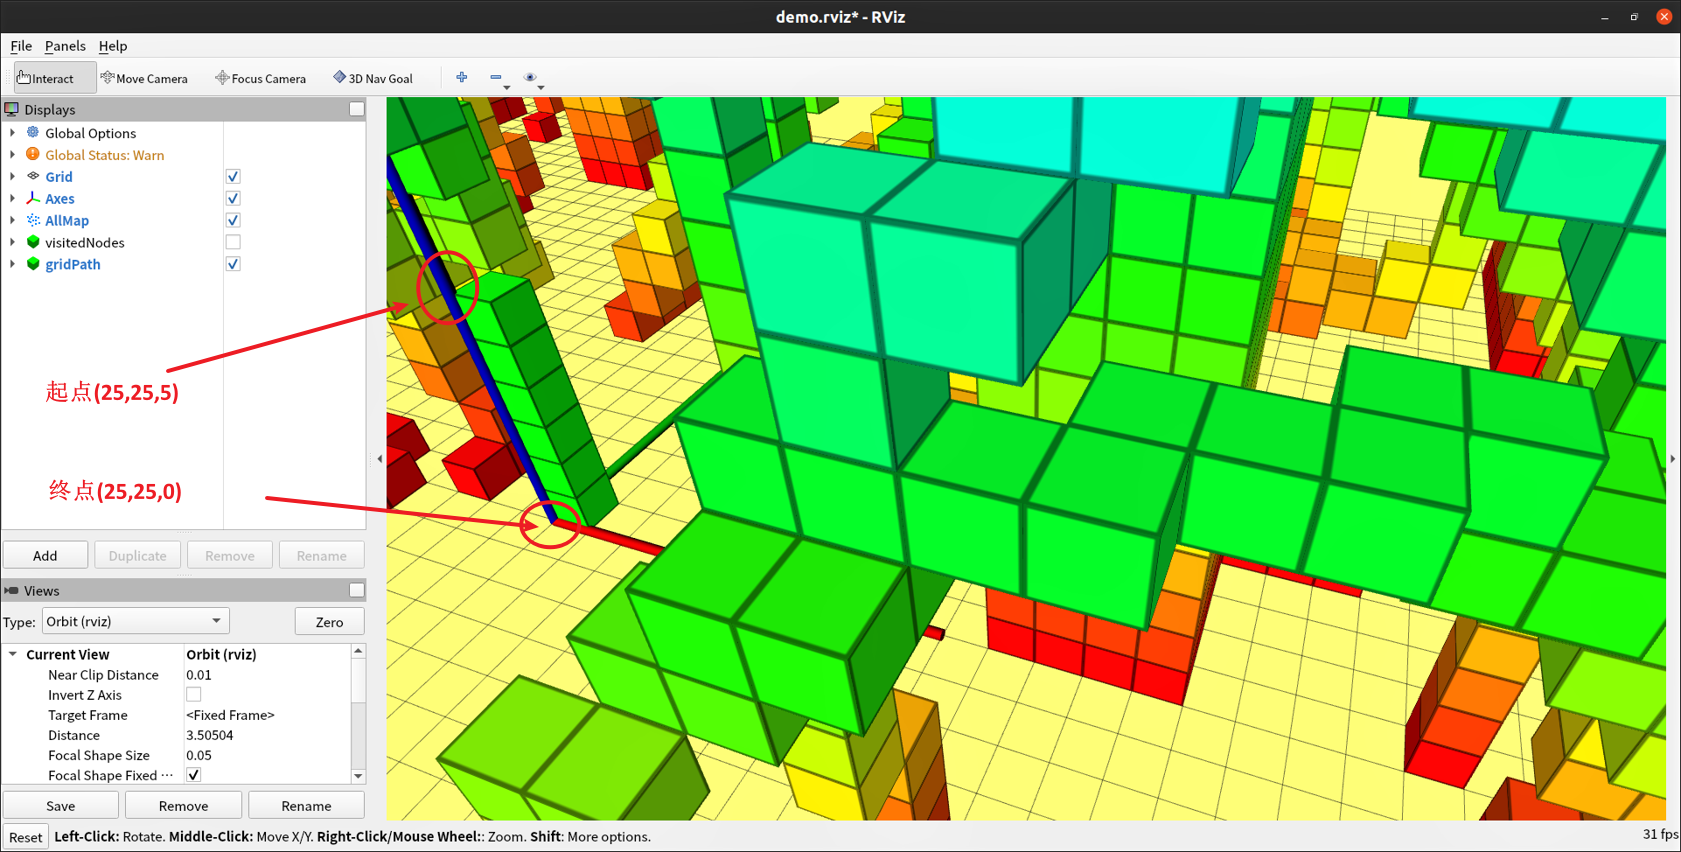 demo.rviz* - RViz
File Panels Help
Interact Move Camera Focus Camera 3D Nav Goal
Displays
Global Options
Global Status: Warn
Grid
Axes
AllMap
visitedNodes
gridPath
起点(25,25,5)
终点(25,25,0)
Add Duplicate Remove Rename
Views
Type: Orbit (rviz) Zero
Current View Orbit (rviz)
Near Clip Distance 0.01
Invert Z Axis
Target Frame <Fixed Frame>
Distance 3.50504
Focal Shape Size 0.05
Focal Shape Fixed ···
Save Remove Rename
Reset Left-Click: Rotate. Middle-Click: Move X/Y. Right-Click/Mouse Wheel:: Zoom. Shift: More options. 31 fps